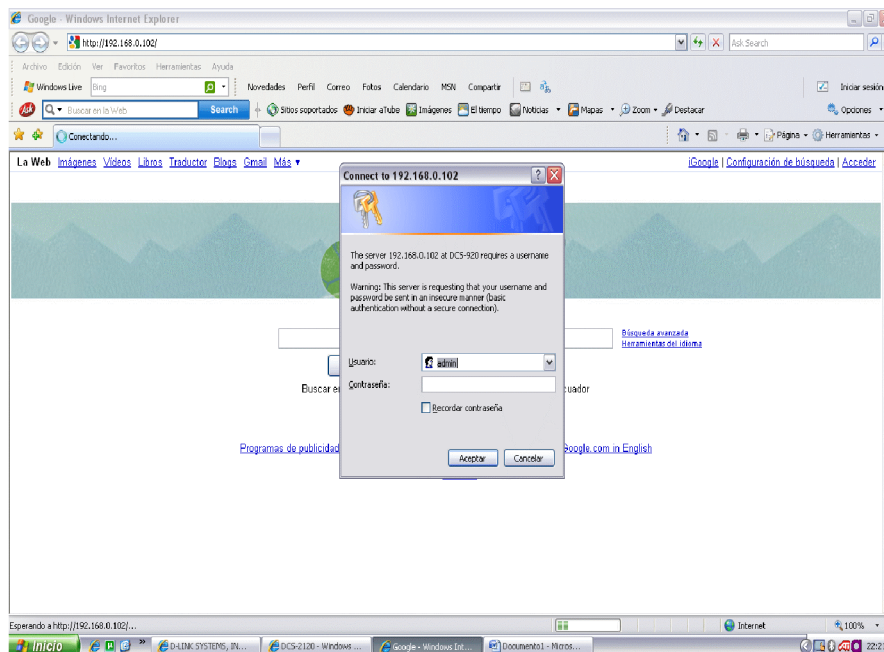 Google - Windows Internet Explorer
http://192.168.0.102/
Ask Search
Archivo Edición Ver Favoritos Herramientas Ayuda
Windows Live Bing Novedades Perfil Correo Fotos Calendario MSN Compartir Iniciar sesión
Ask Buscar en la Web Search Sitios soportados Iniciar aTube Imágenes El tiempo Noticias Mapas Zoom Destacar Opciones
Conectando... Página Herramientas
La Web Imágenes Vídeos Libros Traductor Blogs Gmail Más iGoogle | Configuración de búsqueda | Acceder
Connect to 192.168.0.102
The server 192.168.0.102 at DCS-920 requires a username
and password.
Warning: This server is requesting that your username and
password be sent in an insecure manner (basic
authentication without a secure connection).
Búsqueda avanzada
Herramientas del idioma
Usuario: admin
Contraseña:
Buscar e
uador
Recordar contraseña
Programas de publicidad
Google.com in English
Aceptar Cancelar
Esperando a http://192.168.0.102/... Internet 100%
Inicio D-LINK SYSTEMS, IN... DCS-2120 - Windows ... Google - Windows Int... Documento1 - Micros... 22:2